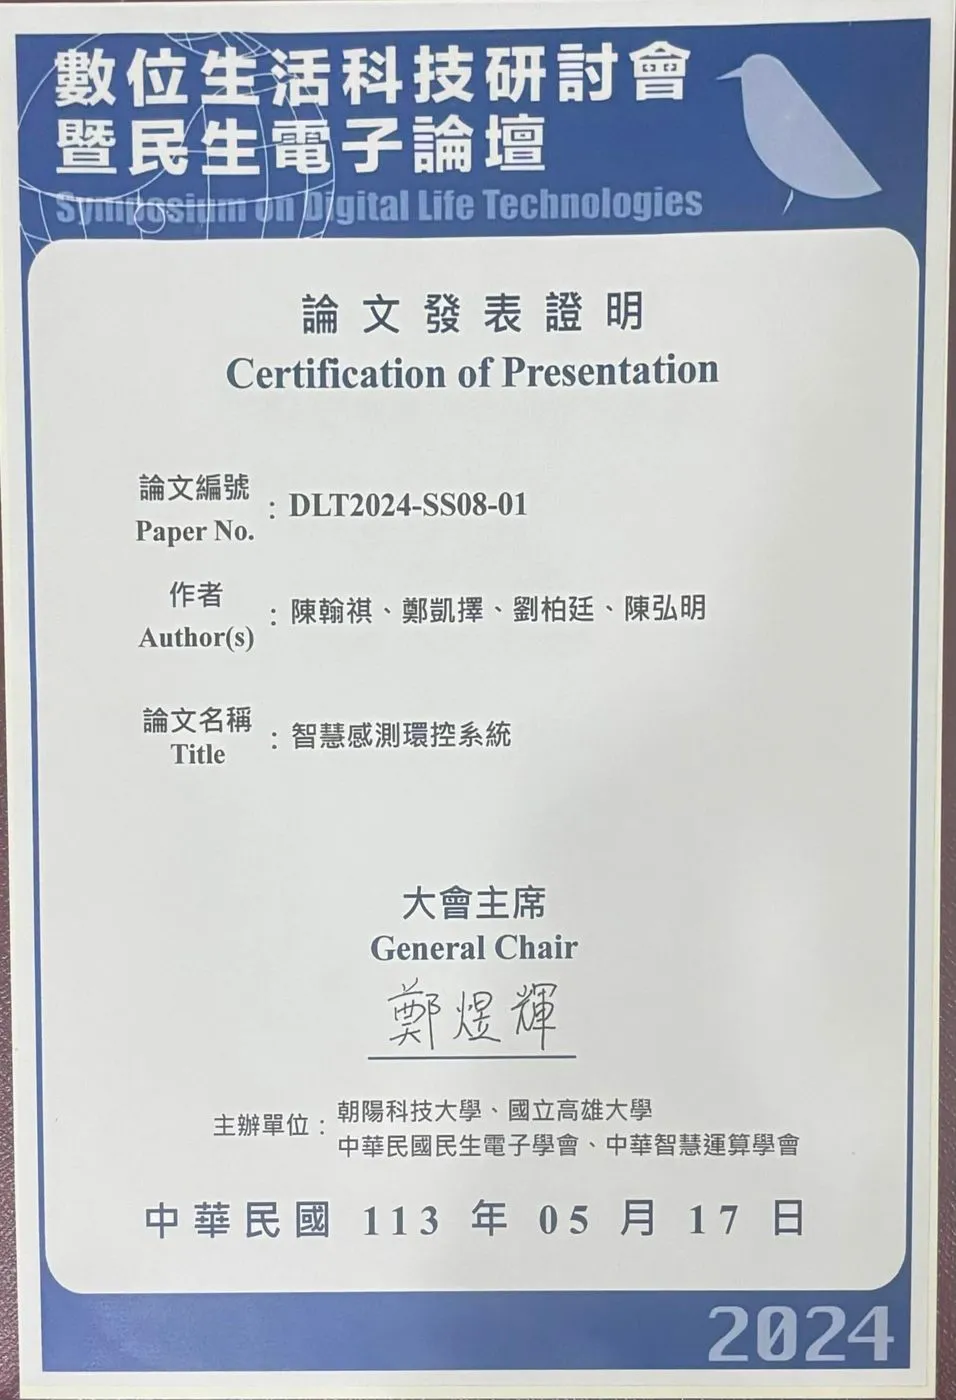 數位生活科技研討會
暨民生電子論壇
Symposium on Digital Life Technologies
論文發表證明
Certification of Presentation
論文編號
Paper No.
: DLT2024-SS08-01
作者
Author(s)
: 陳翰祺、鄭凱擇、劉柏廷、陳弘明
論文名稱
Title
: 智慧感測環控系統
大會主席
General Chair
鄭煜輝
主辦單位：朝陽科技大學、國立高雄大學
中華民國民生電子學會、中華智慧運算學會
中華民國 113 年 05 月 17 日
2024